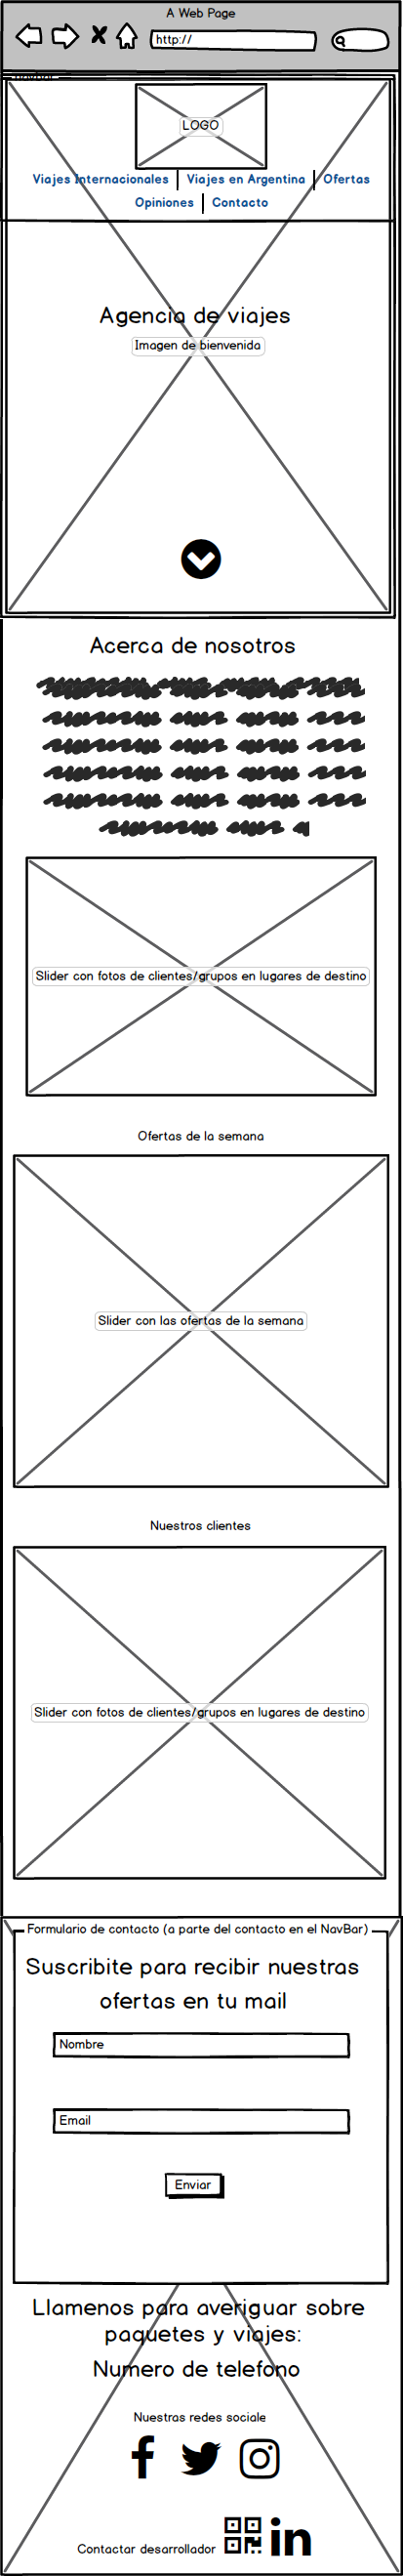 A Web Page
http://
NavBar
LOGO
Viajes Internacionales Viajes en Argentina Ofertas
Opiniones Contacto
Agencia de viajes
Imagen de bienvenida
Acerca de nosotros
Slider con fotos de clientes/grupos en lugares de destino
Ofertas de la semana
Slider con las ofertas de la semana
Nuestros clientes
Slider con fotos de clientes/grupos en lugares de destino
Formulario de contacto (a parte del contacto en el NavBar)
Suscribite para recibir nuestras
ofertas en tu mail
Nombre
Email
Enviar
Llamenos para averiguar sobre
paquetes y viajes:
Numero de telefono
Nuestras redes sociale
Contactar desarrollador in